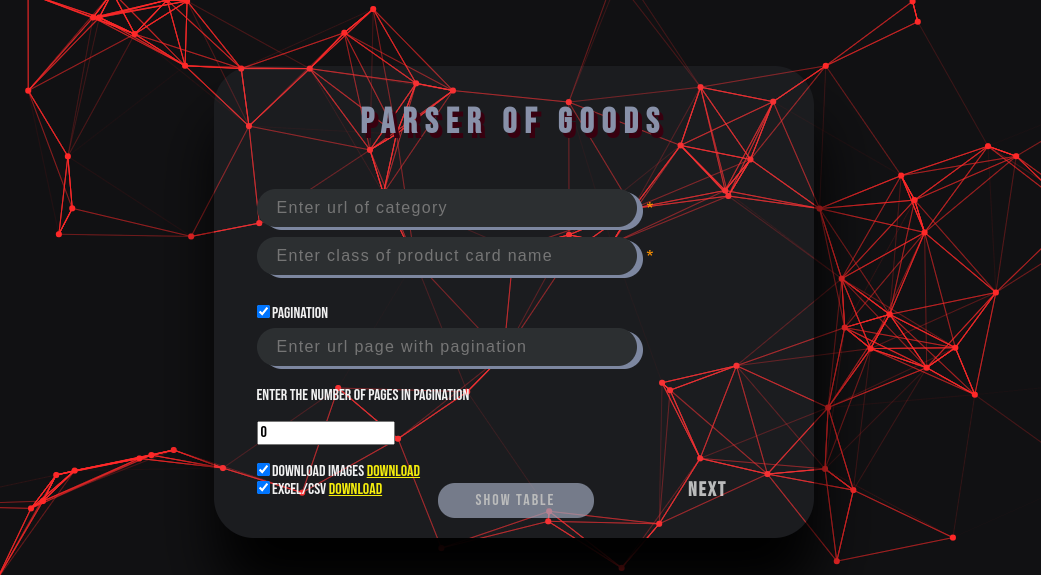 PARSER OF GOODS
Enter url of category *
Enter class of product card name *
PAGINATION
Enter url page with pagination
ENTER THE NUMBER OF PAGES IN PAGINATION
0
DOWNLOAD IMAGES DOWNLOAD
EXCEL/CSV DOWNLOAD
SHOW TABLE
NEXT